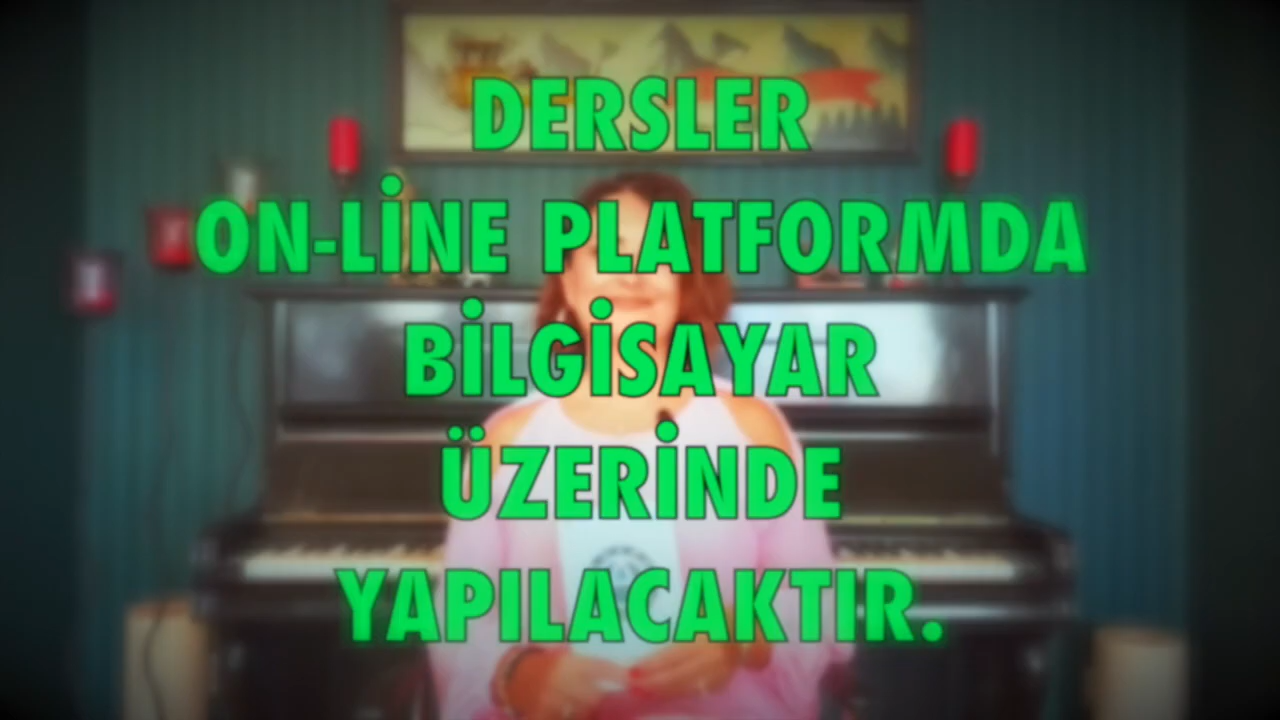 DERSLER
ON-LİNE PLATFORMDA
BİLGİSAYAR
ÜZERİNDE
YAPILACAKTIR.